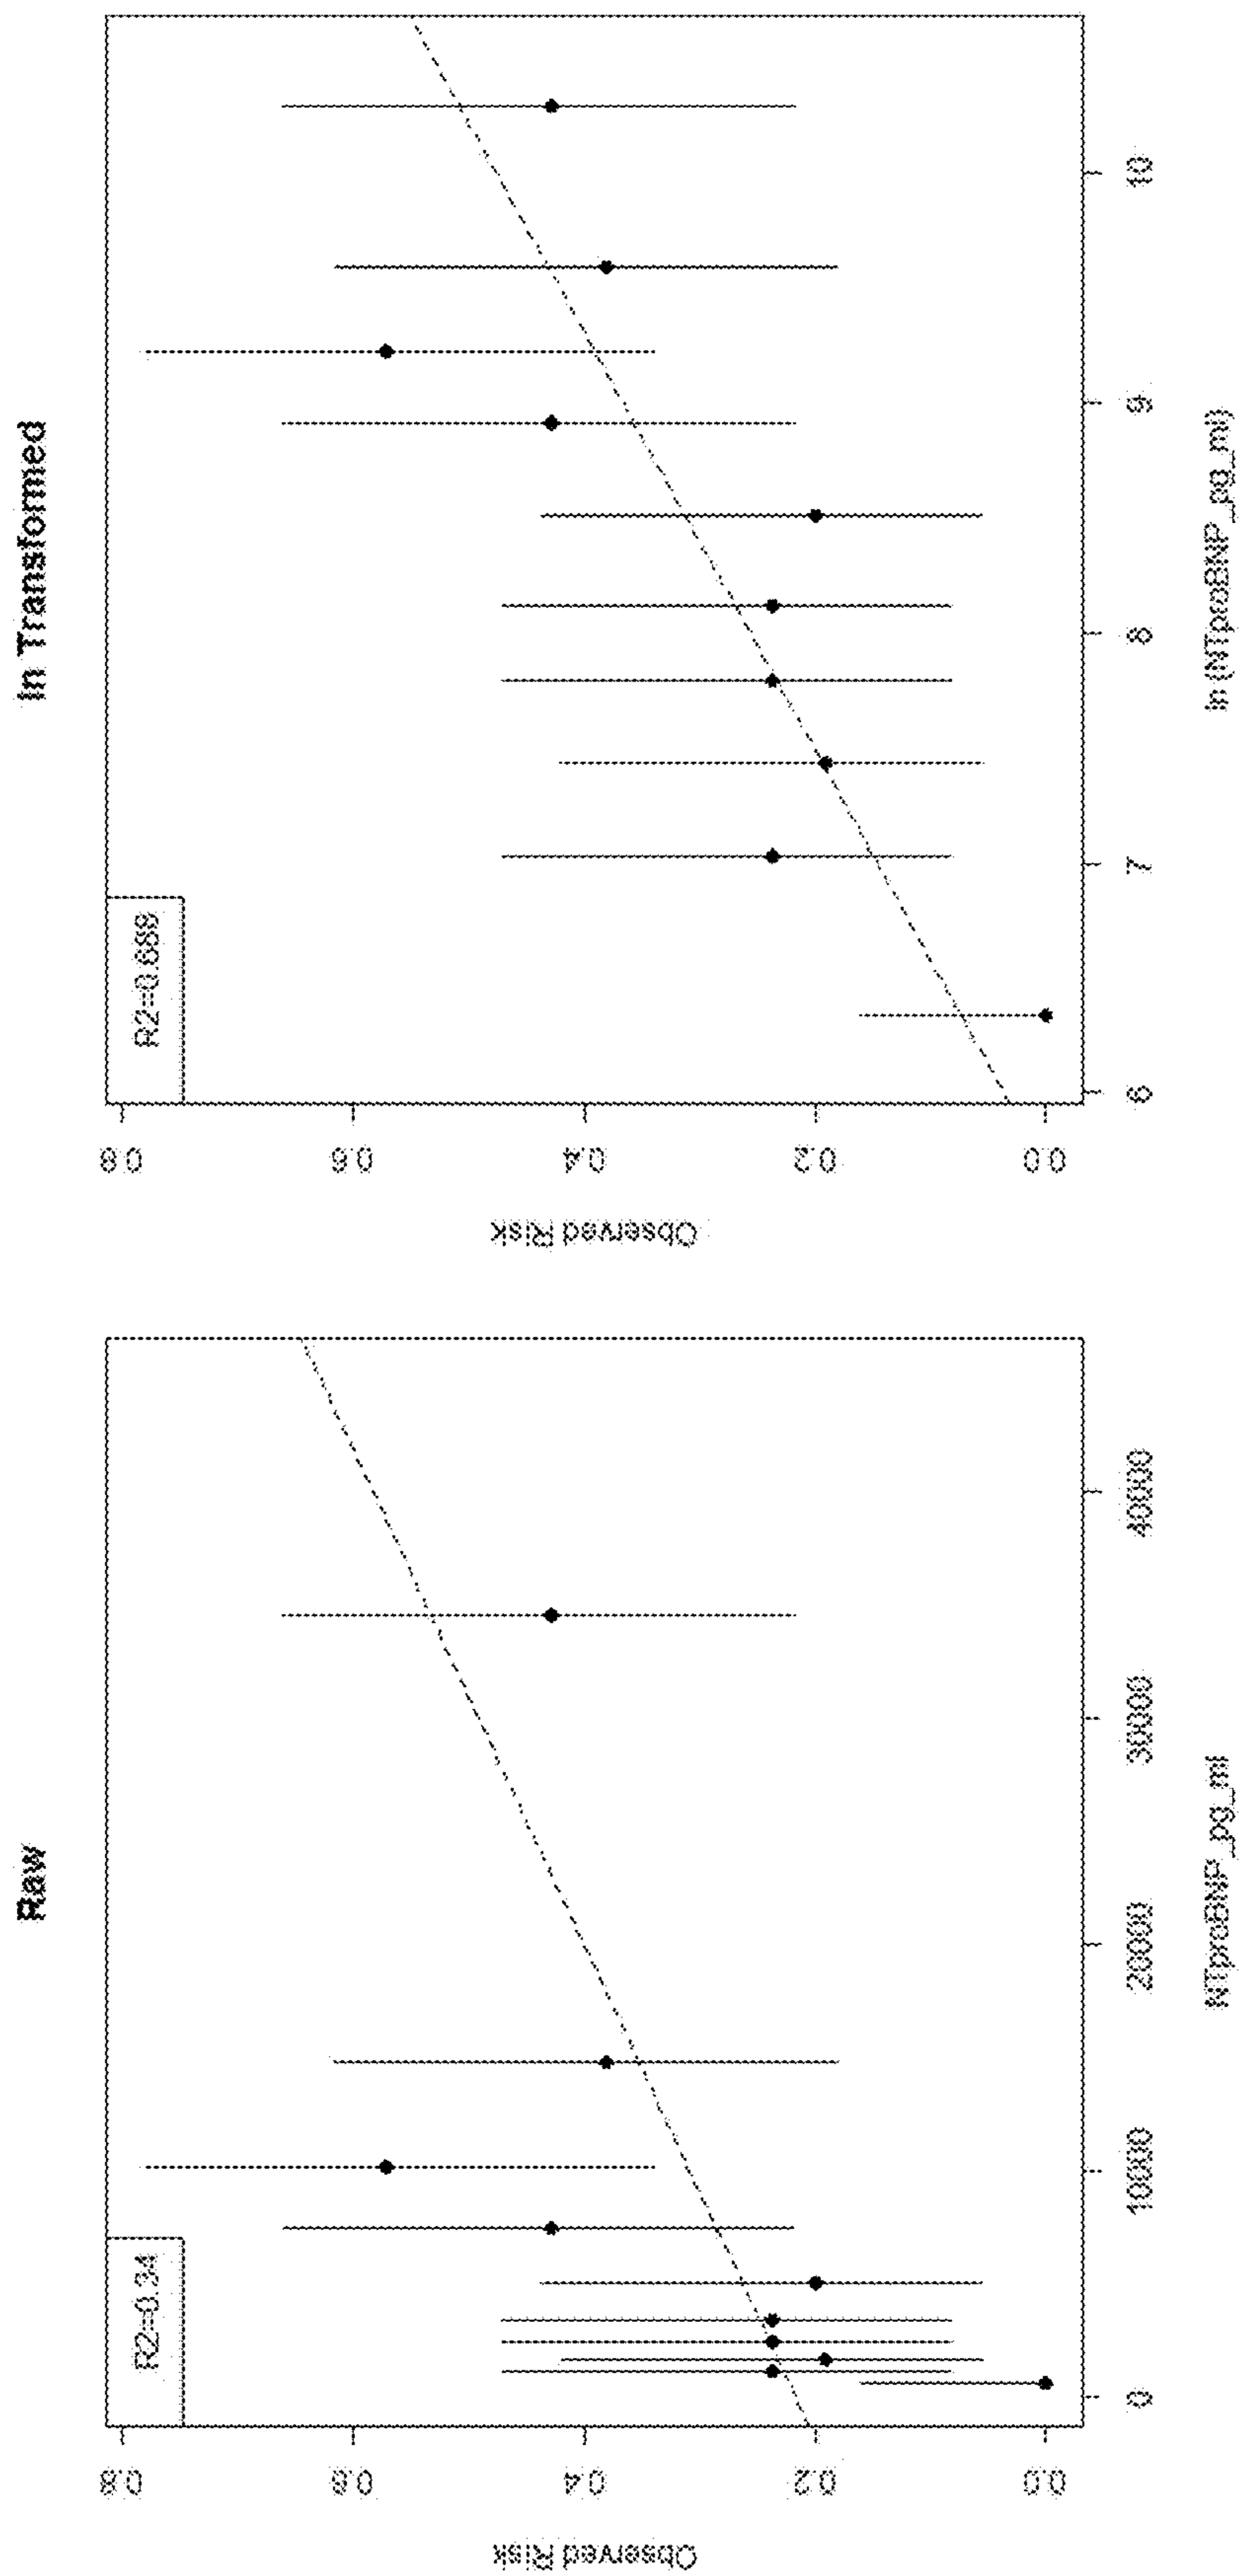 Raw
R2=0.34
Observed Risk
0.8
0.6
0.4
0.2
0.0
0
10000
20000
30000
40000
NTproBNP_pg_ml
ln Transformed
R2=0.689
Observed Risk
0.8
0.6
0.4
0.2
0.0
6
7
8
9
10
ln (NTproBNP_pg_ml)